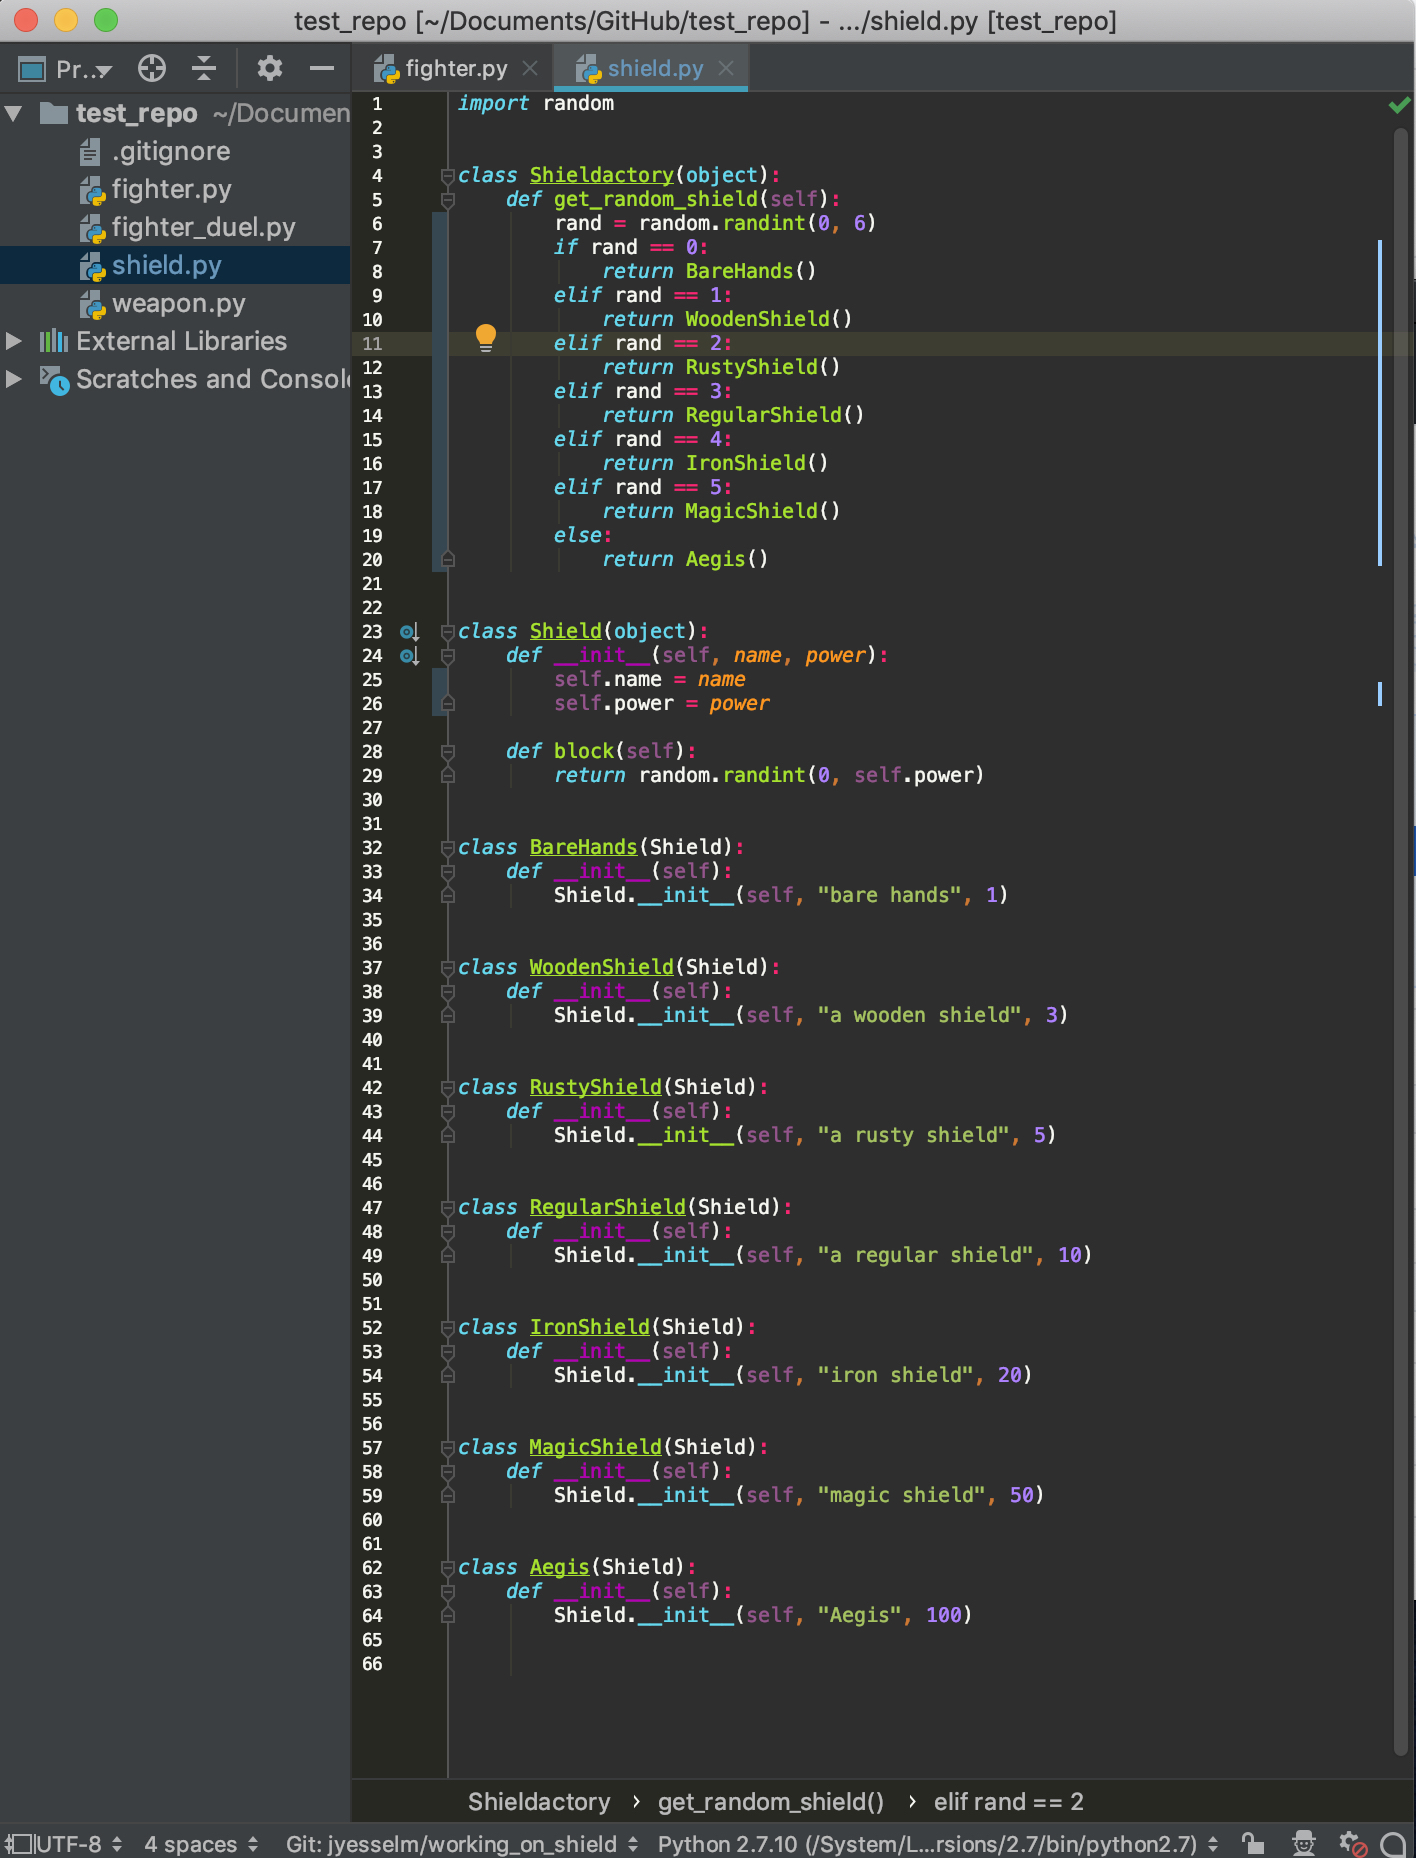 test_repo [~/Documents/GitHub/test_repo] - .../shield.py [test_repo]
Pr...
fighter.py
shield.py
test_repo ~/Documen
.gitignore
fighter.py
fighter_duel.py
shield.py
weapon.py
External Libraries
Scratches and Consol
1 import random
2
3
4 class Shieldactory(object):
5     def get_random_shield(self):
6         rand = random.randint(0, 6)
7         if rand == 0:
8             return BareHands()
9         elif rand == 1:
10             return WoodenShield()
11         elif rand == 2:
12             return RustyShield()
13         elif rand == 3:
14             return RegularShield()
15         elif rand == 4:
16             return IronShield()
17         elif rand == 5:
18             return MagicShield()
19         else:
20             return Aegis()
21
22
23 class Shield(object):
24     def __init__(self, name, power):
25         self.name = name
26         self.power = power
27
28     def block(self):
29         return random.randint(0, self.power)
30
31
32 class BareHands(Shield):
33     def __init__(self):
34         Shield.__init__(self, "bare hands", 1)
35
36
37 class WoodenShield(Shield):
38     def __init__(self):
39         Shield.__init__(self, "a wooden shield", 3)
40
41
42 class RustyShield(Shield):
43     def __init__(self):
44         Shield.__init__(self, "a rusty shield", 5)
45
46
47 class RegularShield(Shield):
48     def __init__(self):
49         Shield.__init__(self, "a regular shield", 10)
50
51
52 class IronShield(Shield):
53     def __init__(self):
54         Shield.__init__(self, "iron shield", 20)
55
56
57 class MagicShield(Shield):
58     def __init__(self):
59         Shield.__init__(self, "magic shield", 50)
60
61
62 class Aegis(Shield):
63     def __init__(self):
64         Shield.__init__(self, "Aegis", 100)
65
66
Shieldactory › get_random_shield() › elif rand == 2
UTF-8 4 spaces Git: jyesselm/working_on_shield Python 2.7.10 (/System/L...rsions/2.7/bin/python2.7)